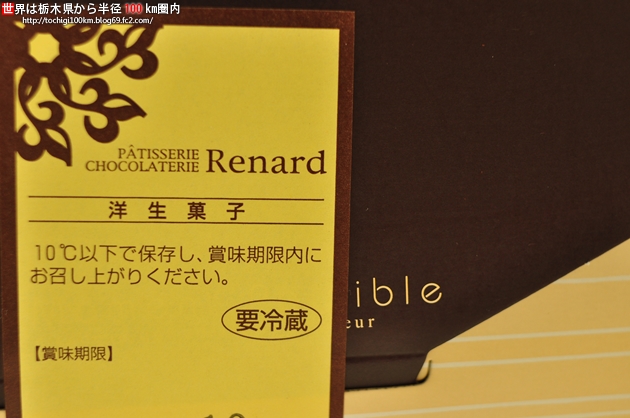 世界は栃木県から半径100km圏内
http://tochigi100km.blog69.fc2.com/
PÂTISSERIE
CHOCOLATERIE Renard
洋生菓子
10℃以下で保存し、賞味期限内に
お召し上がりください。
要冷蔵
【賞味期限】
ible
eur